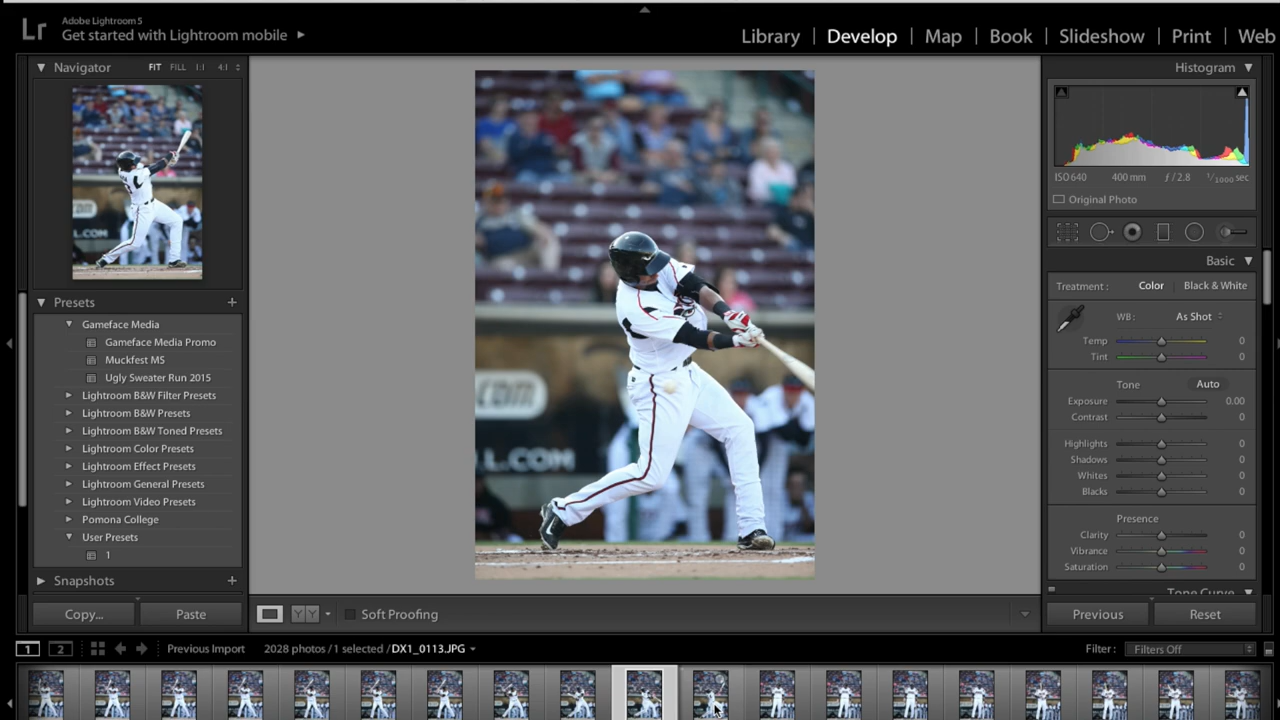 Adobe Lightroom 5
Get started with Lightroom mobile
Library | Develop | Map | Book | Slideshow | Print | Web
Navigator FIT FILL 1:1 4:1
Presets +
Gameface Media
Gameface Media Promo
Muckfest MS
Ugly Sweater Run 2015
Lightroom B&W Filter Presets
Lightroom B&W Presets
Lightroom B&W Toned Presets
Lightroom Color Presets
Lightroom Effect Presets
Lightroom General Presets
Lightroom Video Presets
Pomona College
User Presets
1
Snapshots +
Copy... Paste
.com
L.COM
Soft Proofing
Histogram
ISO 640 400 mm f / 2.8 1/1000 sec
Original Photo
Basic
Treatment : Color Black & White
WB: As Shot
Temp 0
Tint 0
Tone Auto
Exposure 0.00
Contrast 0
Highlights 0
Shadows 0
Whites 0
Blacks 0
Presence
Clarity 0
Vibrance 0
Saturation 0
Tone Curve
Previous Reset
1 2 Previous Import 2028 photos / 1 selected / DX1_0113.JPG Filter : Filters Off